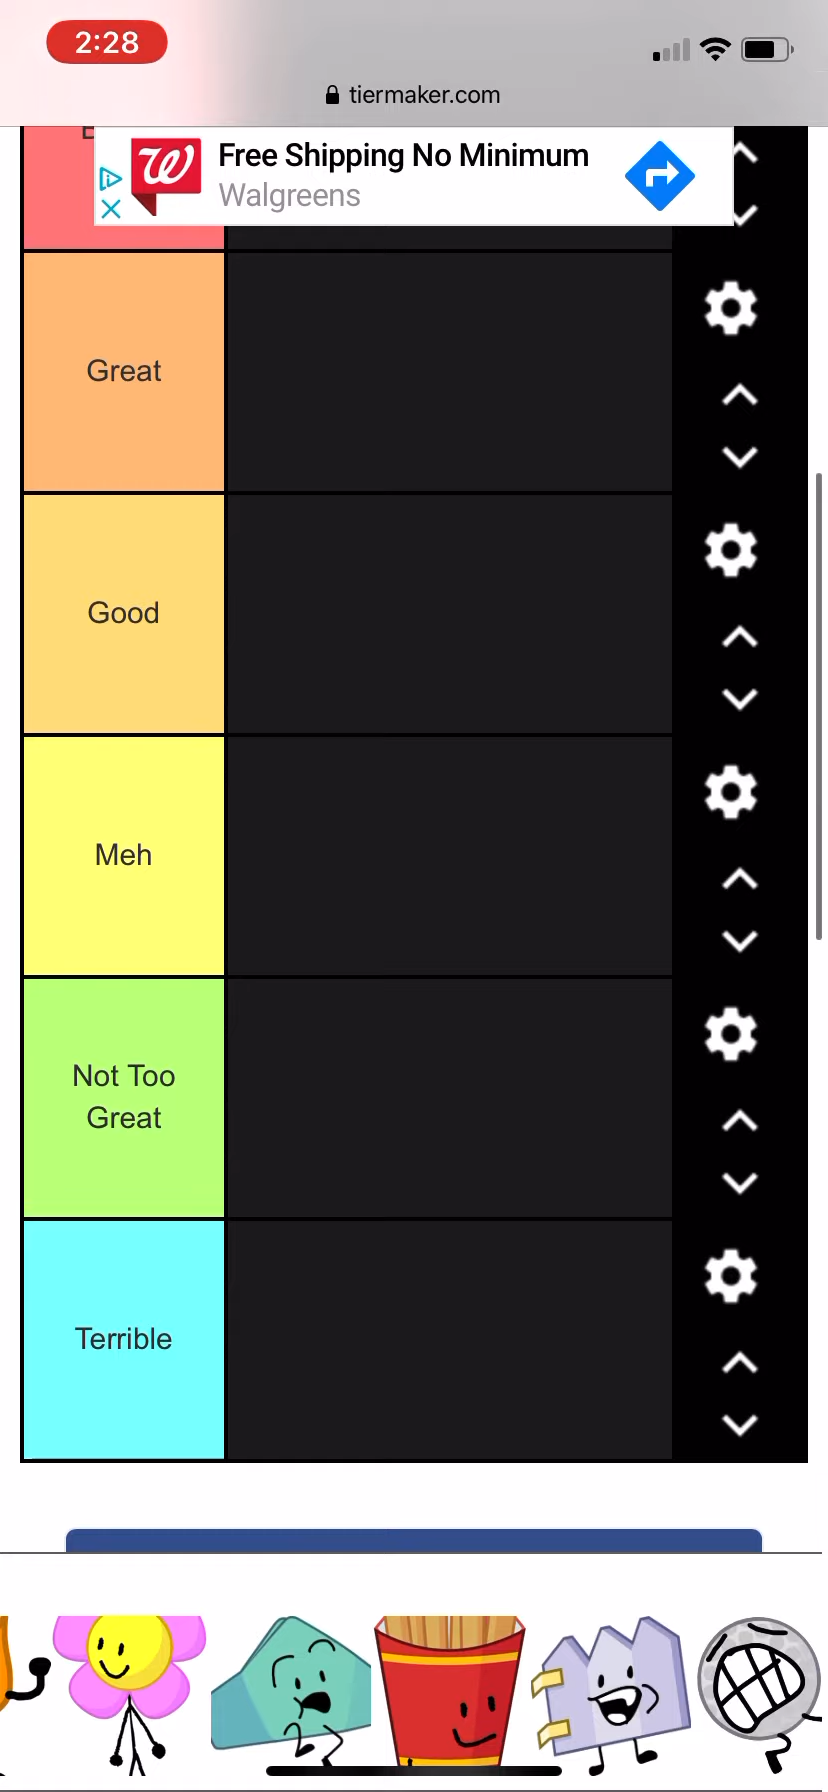 2:28
tiermaker.com
Free Shipping No Minimum
Walgreens
Great
Good
Meh
Not Too
Great
Terrible